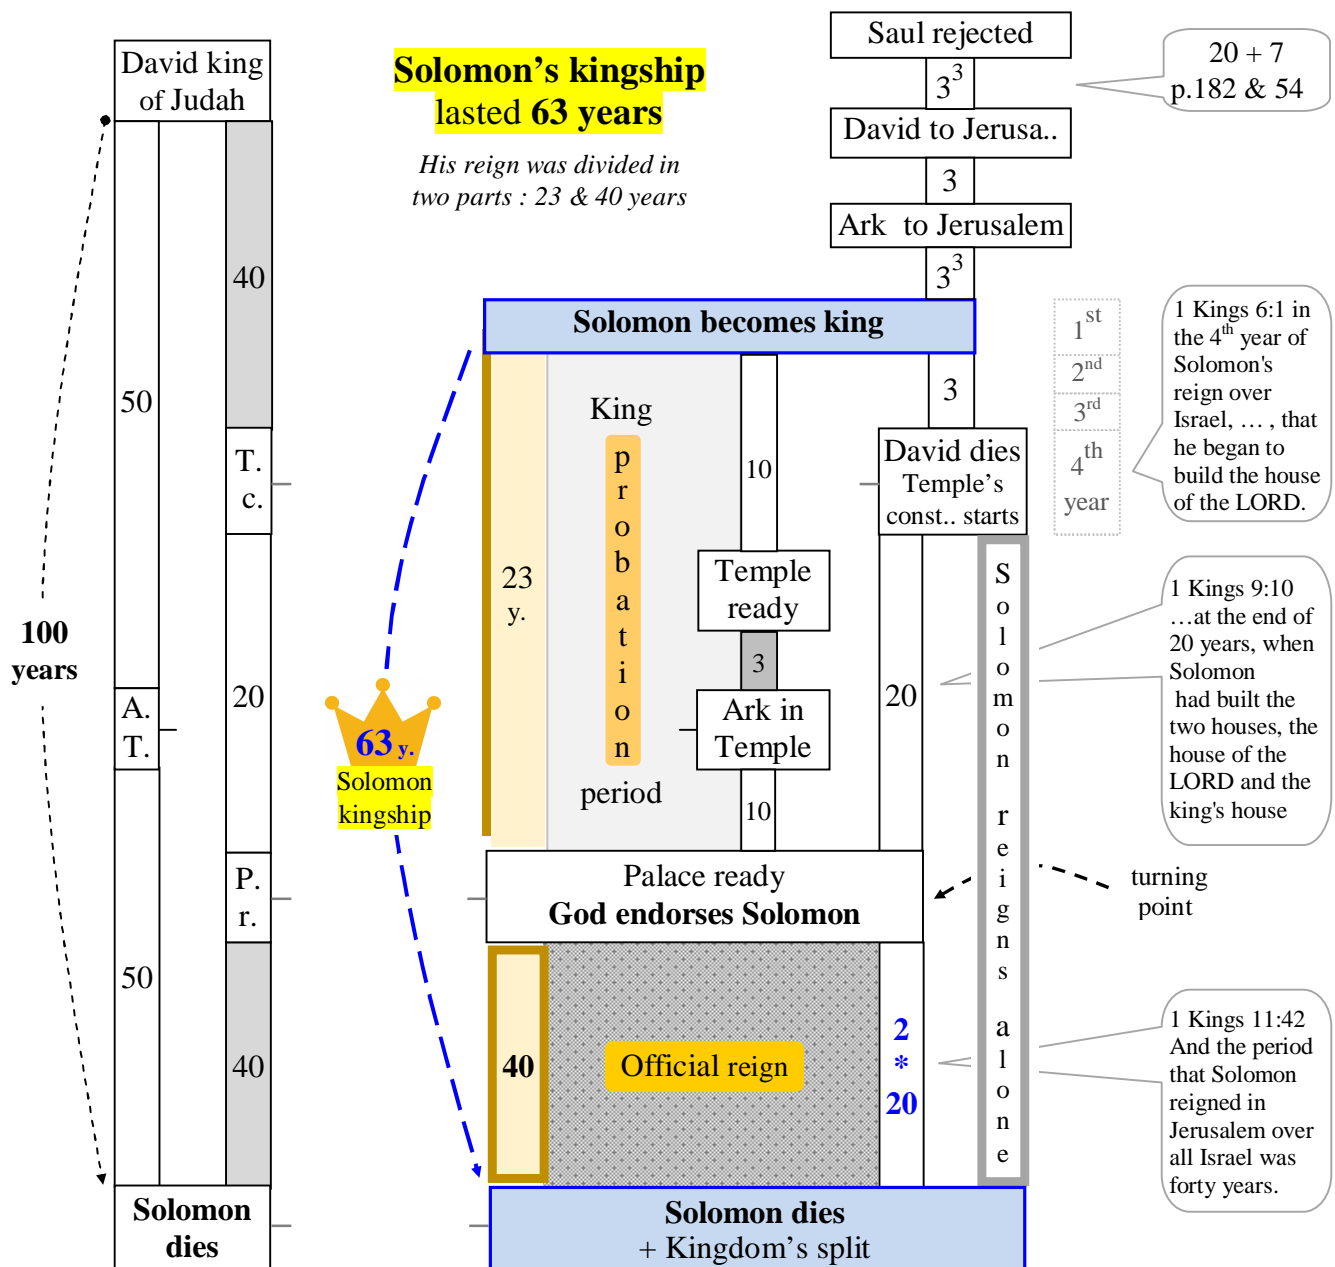 David king
of Judah
40
50
T.
c.
100
years
20
A.
T.
P.
r.
50
40
Solomon
dies
Solomon's kingship
lasted 63 years
His reign was divided in
two parts : 23 & 40 years
63 y.
Solomon
kingship
Saul rejected
3³
David to Jerusa..
3
Ark to Jerusalem
3³
Solomon becomes king
3
King
p
r
o
b
a
t
i
o
n
period
23
y.
10
David dies
Temple's
const.. starts
Temple
ready
3
Ark in
Temple
10
20
Palace ready
God endorses Solomon
40
Official reign
2
*
20
Solomon dies
+ Kingdom's split
S
o
l
o
m
o
n
r
e
i
g
n
s
a
l
o
n
e
20 + 7
p.182 & 54
1st
2nd
3rd
4th
year
1 Kings 6:1 in
the 4th year of
Solomon's
reign over
Israel, … , that
he began to
build the house
of the LORD.
1 Kings 9:10
…at the end of
20 years, when
Solomon
had built the
two houses, the
house of the
LORD and the
king's house
turning
point
1 Kings 11:42
And the period
that Solomon
reigned in
Jerusalem over
all Israel was
forty years.